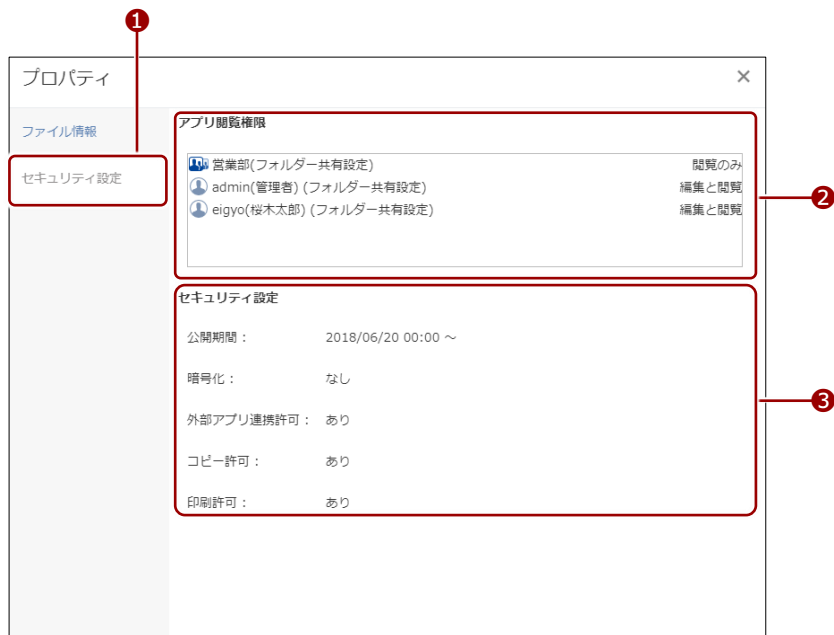 1
プロパティ ×
ファイル情報
セキュリティ設定
アプリ閲覧権限
営業部(フォルダー共有設定) 閲覧のみ
admin(管理者) (フォルダー共有設定) 編集と閲覧
eigyo(桜木太郎) (フォルダー共有設定) 編集と閲覧
2
セキュリティ設定
公開期間： 2018/06/20 00:00 ～
暗号化： なし
外部アプリ連携許可： あり
3
コピー許可： あり
印刷許可： あり